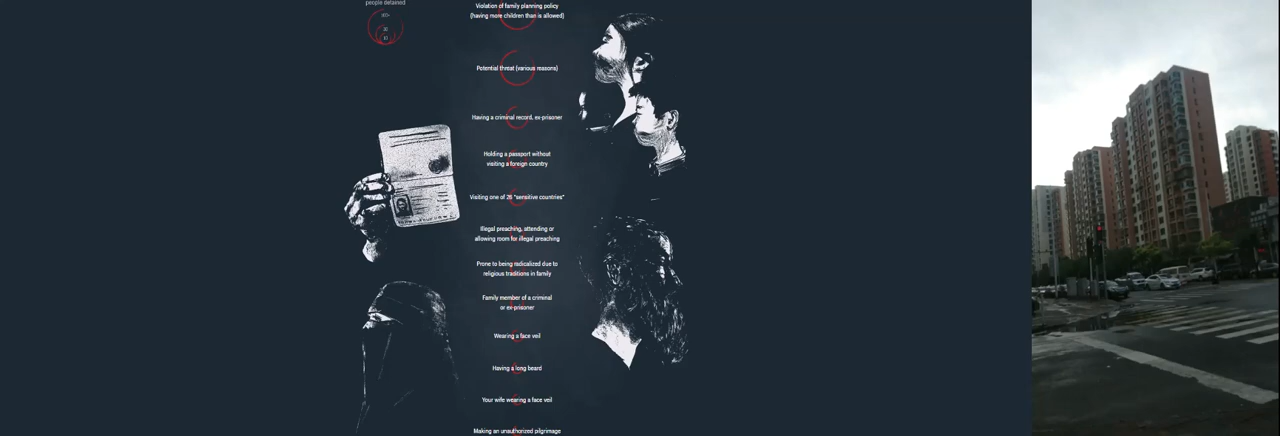 people detained
Violation of family planning policy
(having more children than is allowed)
Potential threat (various reasons)
Having a criminal record, ex-prisoner
Holding a passport without
visiting a foreign country
Visiting one of 26 "sensitive countries"
Illegal preaching, attending or
allowing room for illegal preaching
Prone to being radicalized due to
religious traditions in family
Family member of a criminal
or ex-prisoner
Wearing a face veil
Having a long beard
Your wife wearing a face veil
Making an unauthorized pilgrimage